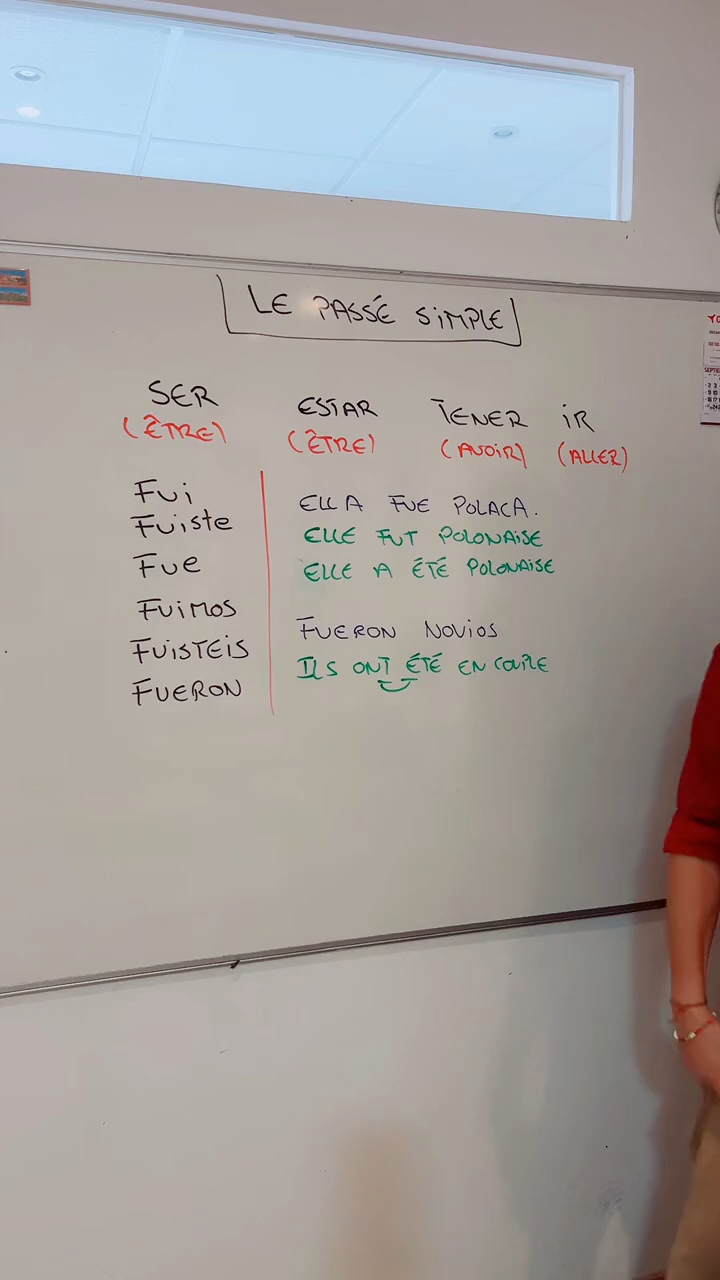 LE PASSÉ SIMPLE
SER ESTAR TENER IR
(ÊTRE) (ÊTRE) (AVOIR) (ALLER)
FUI
FUISTE
FUE
FUIMOS
FUISTEIS
FUERON
ELLA FUE POLACA.
ELLE FUT POLONAISE
ELLE A ÉTÉ POLONAISE
FUERON NOVIOS
ILS ONT ÉTÉ EN COUPLE